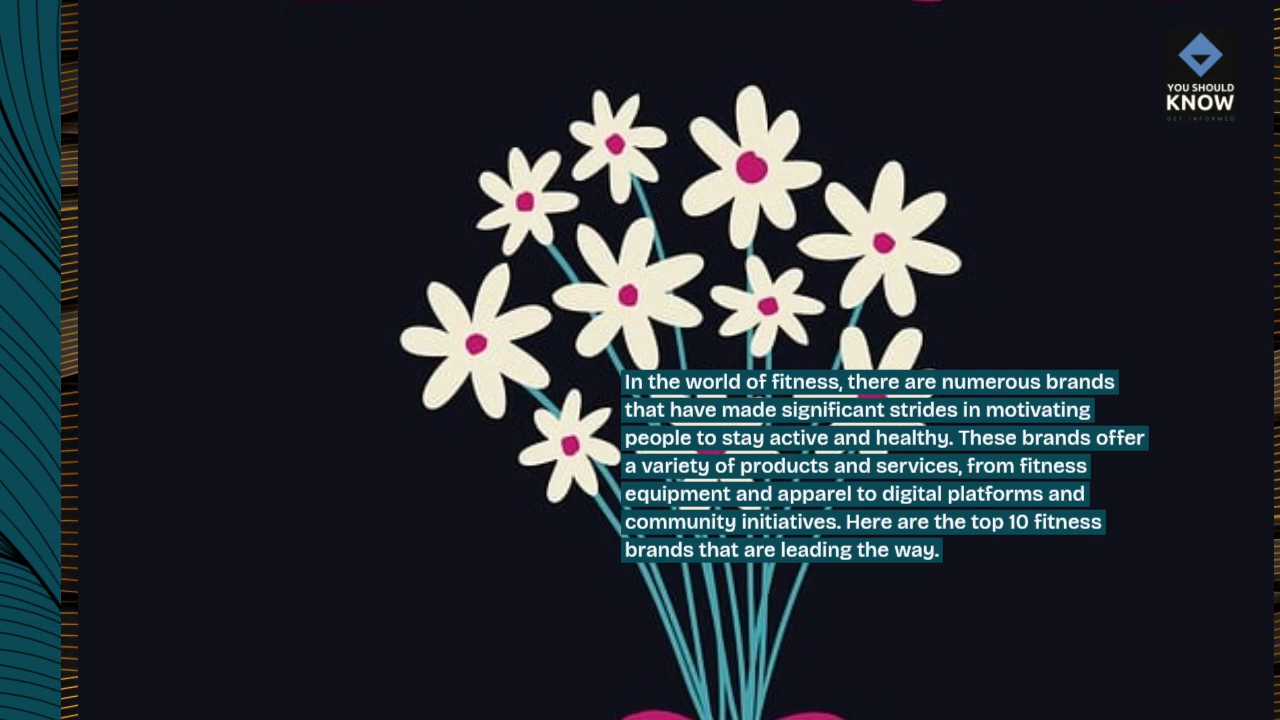 YOU SHOULD
KNOW
GET INFORMED
In the world of fitness, there are numerous brands
that have made significant strides in motivating
people to stay active and healthy. These brands offer
a variety of products and services, from fitness
equipment and apparel to digital platforms and
community initiatives. Here are the top 10 fitness
brands that are leading the way.